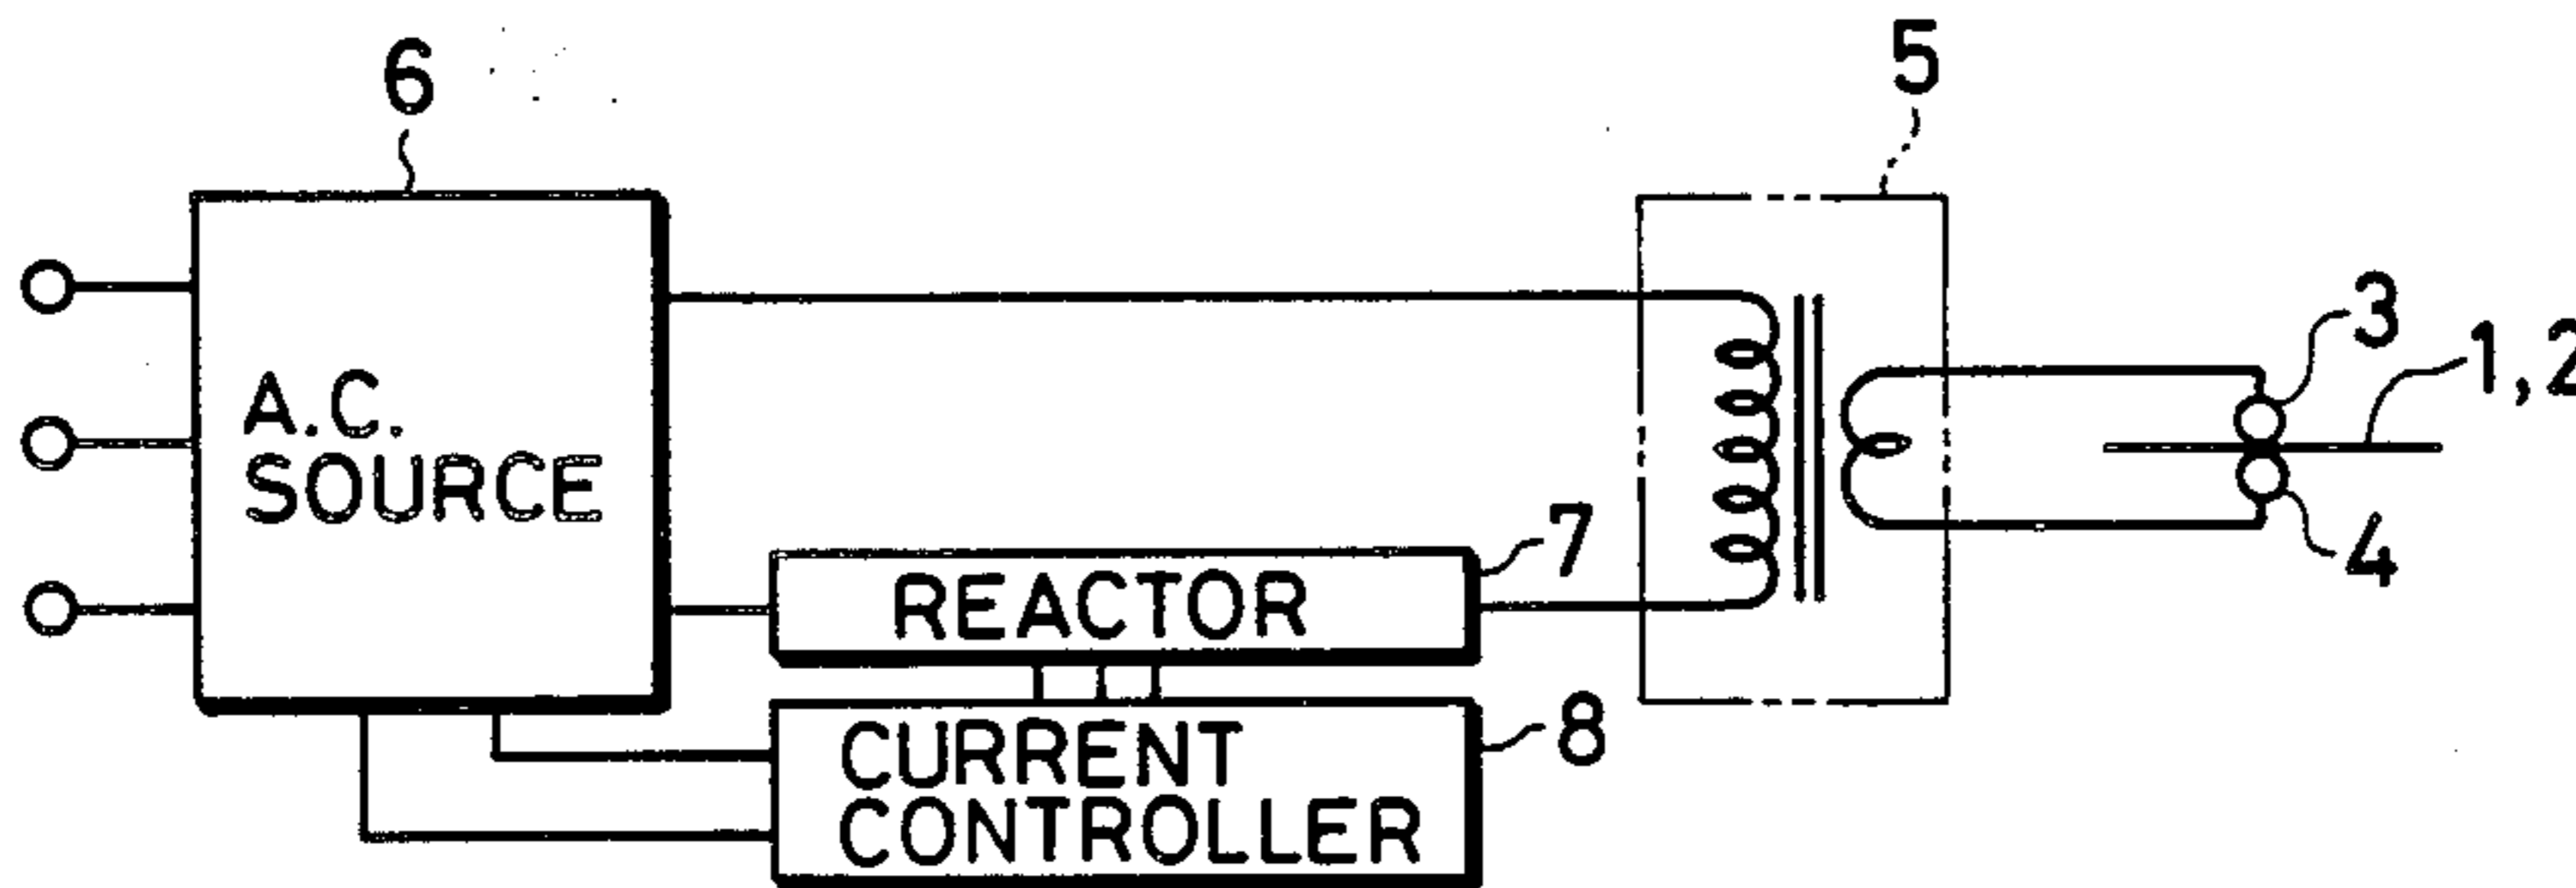 6
5
3
1,2
A.C.
SOURCE
7
REACTOR
4
8
CURRENT
CONTROLLER